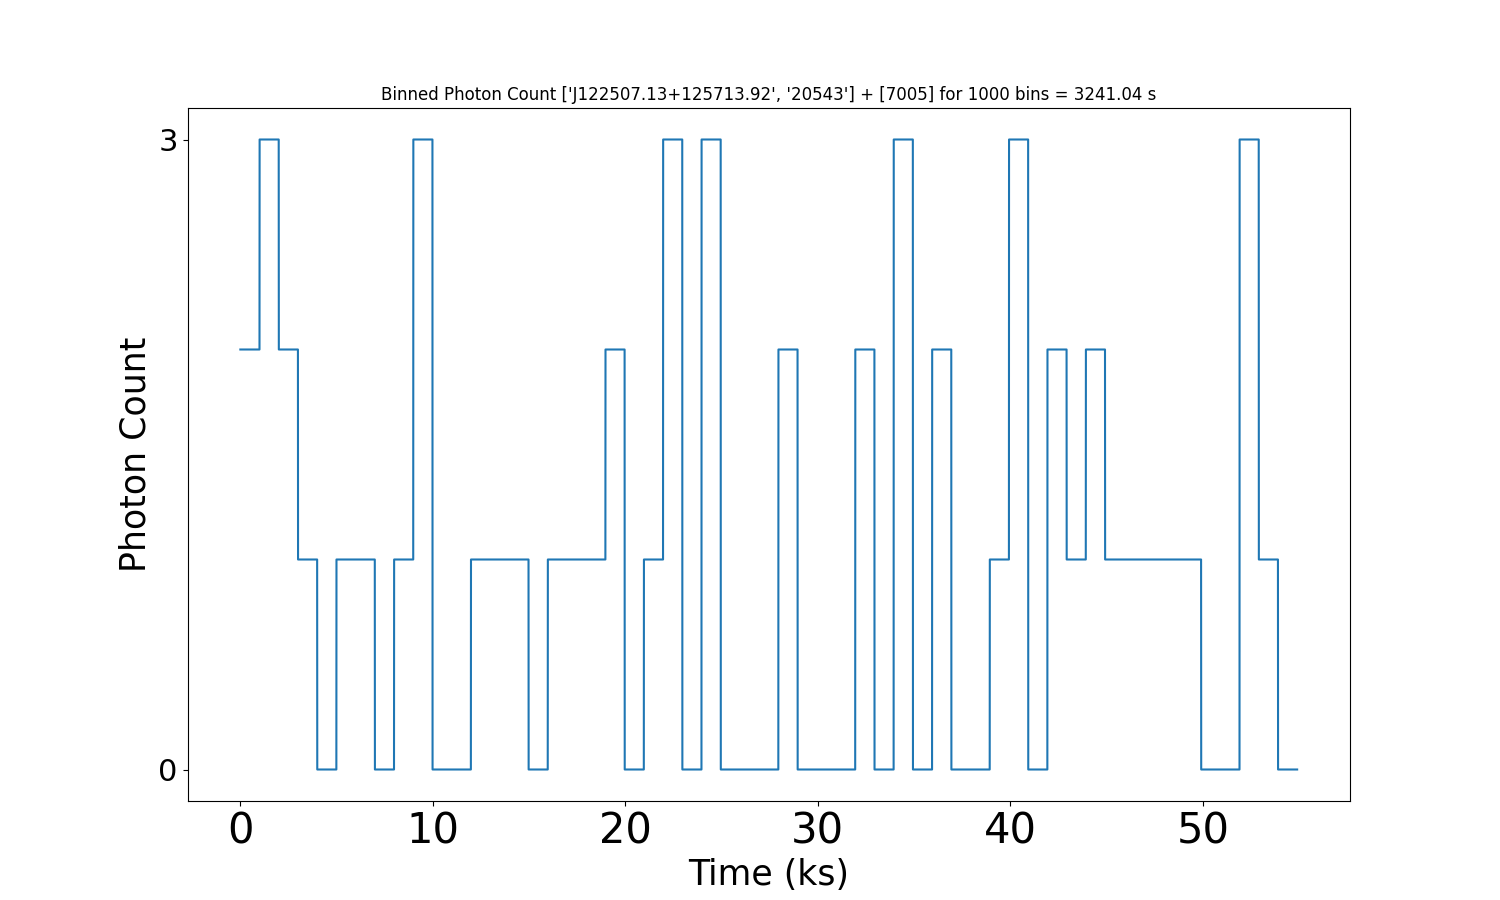 Binned Photon Count ['J122507.13+125713.92', '20543'] + [7005] for 1000 bins = 3241.04 s
Photon Count
3
0
0 10 20 30 40 50
Time (ks)